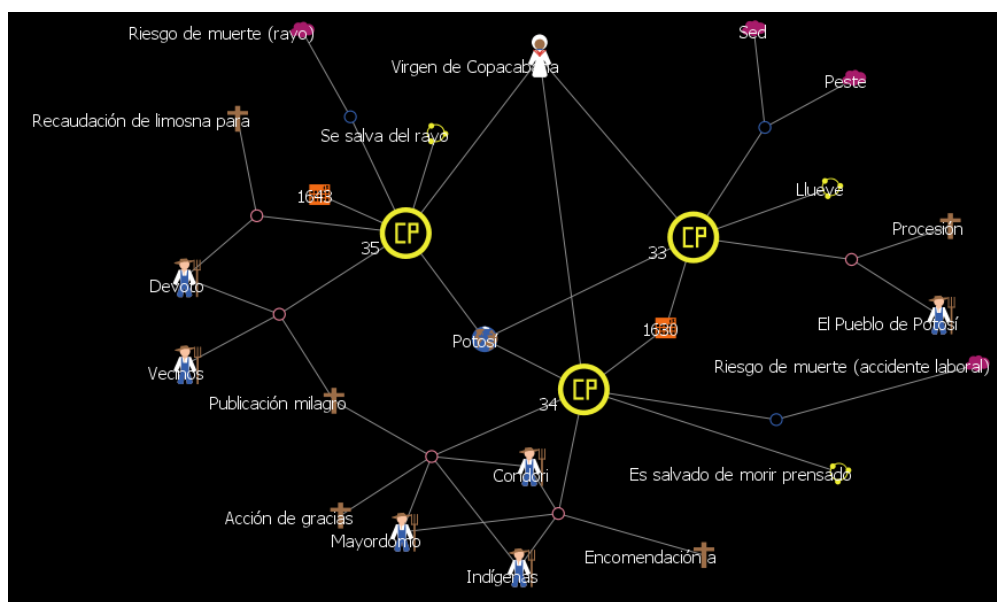 Riesgo de muerte (rayo)
Sed
Virgen de Copacabana
Peste
Recaudación de limosna para
Se salva del rayo
1643
Llueve
CP
35
CP
33
Procesión
Devoto
El Pueblo de Potosí
1630
Potosí
Vecinos
Riesgo de muerte (accidente laboral)
CP
34
Publicación milagro
Condori
Es salvado de morir prensado
Acción de gracias
Mayordomo
Encomendación a
Indígenas